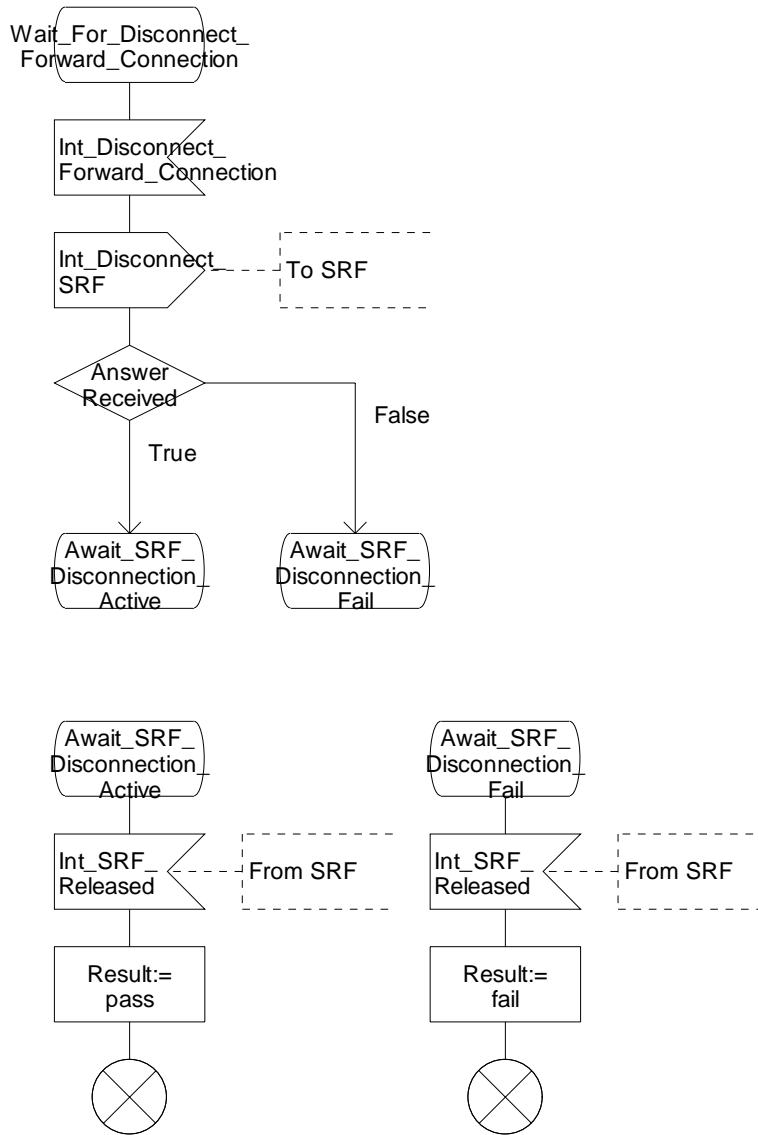 Wait_For_Disconnect_
Forward_Connection
Int_Disconnect_
Forward_Connection
Int_Disconnect_
SRF
To SRF
Answer
Received
False
True
Await_SRF_
Disconnection_
Active
Await_SRF_
Disconnection_
Fail
Await_SRF_
Disconnection_
Active
Await_SRF_
Disconnection_
Fail
Int_SRF_
Released
From SRF
Int_SRF_
Released
From SRF
Result:=
pass
Result:=
fail